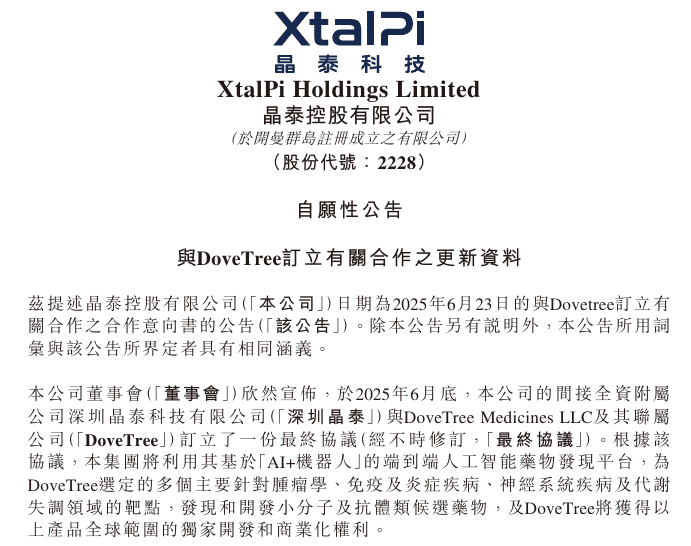 XtalPi
晶泰科技
XtalPi Holdings Limited
晶泰控股有限公司
(於開曼群島註冊成立之有限公司)
（股份代號：2228）
自願性公告
與DoveTree訂立有關合作之更新資料
茲提述晶泰控股有限公司(「本公司」)日期為2025年6月23日的與Dovetree訂立有
關合作之合作意向書的公告(「該公告」)。除本公告另有說明外，本公告所用詞
彙與該公告所界定者具有相同涵義。
本公司董事會(「董事會」)欣然宣佈，於2025年6月底，本公司的間接全資附屬
公司深圳晶泰科技有限公司(「深圳晶泰」)與DoveTree Medicines LLC及其聯屬
公司(「DoveTree」)訂立了一份最終協議(經不時修訂，「最終協議」)。根據該
協議，本集團將利用其基於「AI+機器人」的端到端人工智能藥物發現平台，為
DoveTree選定的多個主要針對腫瘤學、免疫及炎症疾病、神經系統疾病及代謝
失調領域的靶點，發現和開發小分子及抗體類候選藥物，及DoveTree將獲得以
上產品全球範圍的獨家開發和商業化權利。